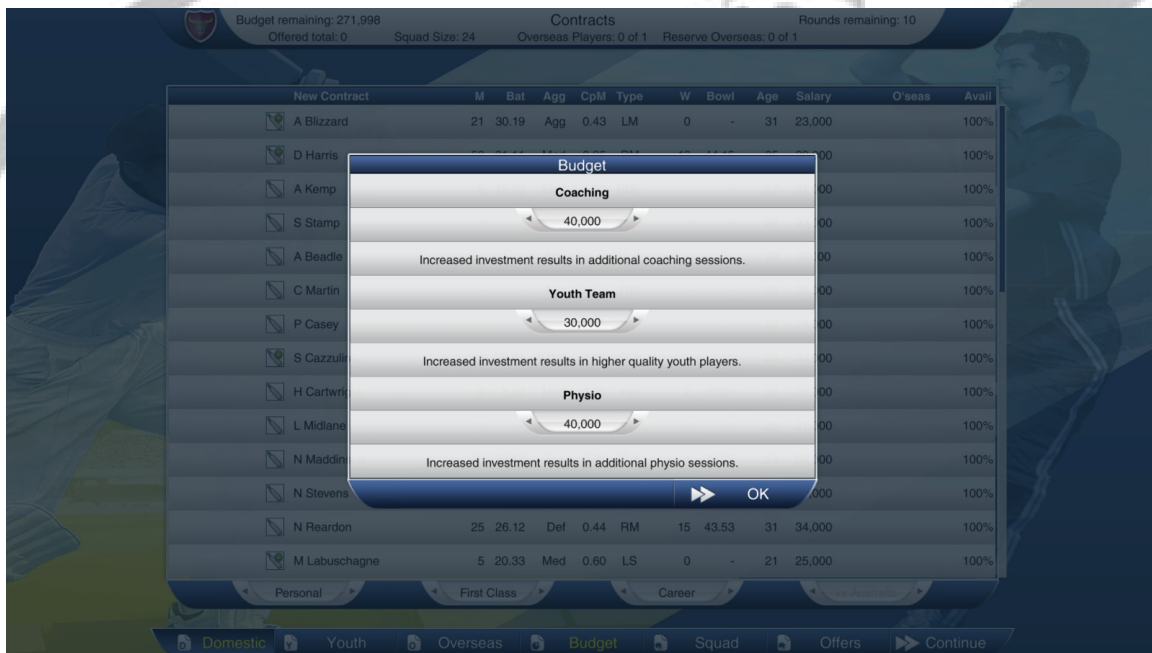 Budget remaining: 271,998 Contracts Rounds remaining: 10
Offered total: 0 Squad Size: 24 Overseas Players: 0 of 1 Reserve Overseas: 0 of 1
New Contract M Bat Agg CpM Type W Bowl Age Salary O'seas Avail
A Blizzard 21 30.19 Agg 0.43 LM 0 - 31 23,000 100%
D Harris 100%
Budget
A Kemp Coaching 100%
S Stamp 40,000 100%
A Beadle Increased investment results in additional coaching sessions. 100%
C Martin Youth Team 100%
P Casey 30,000 100%
Increased investment results in higher quality youth players. 100%
Physio 100%
L Midlane 40,000 100%
Increased investment results in additional physio sessions. 100%
N Stevens OK 100%
N Reardon 25 26.12 Def 0.44 RM 15 43.53 31 34,000 100%
M Labuschagne 5 20.33 Med 0.60 LS 0 - 21 25,000 100%
Personal First Class Career
Domestic Youth Overseas Budget Squad Offers Continue